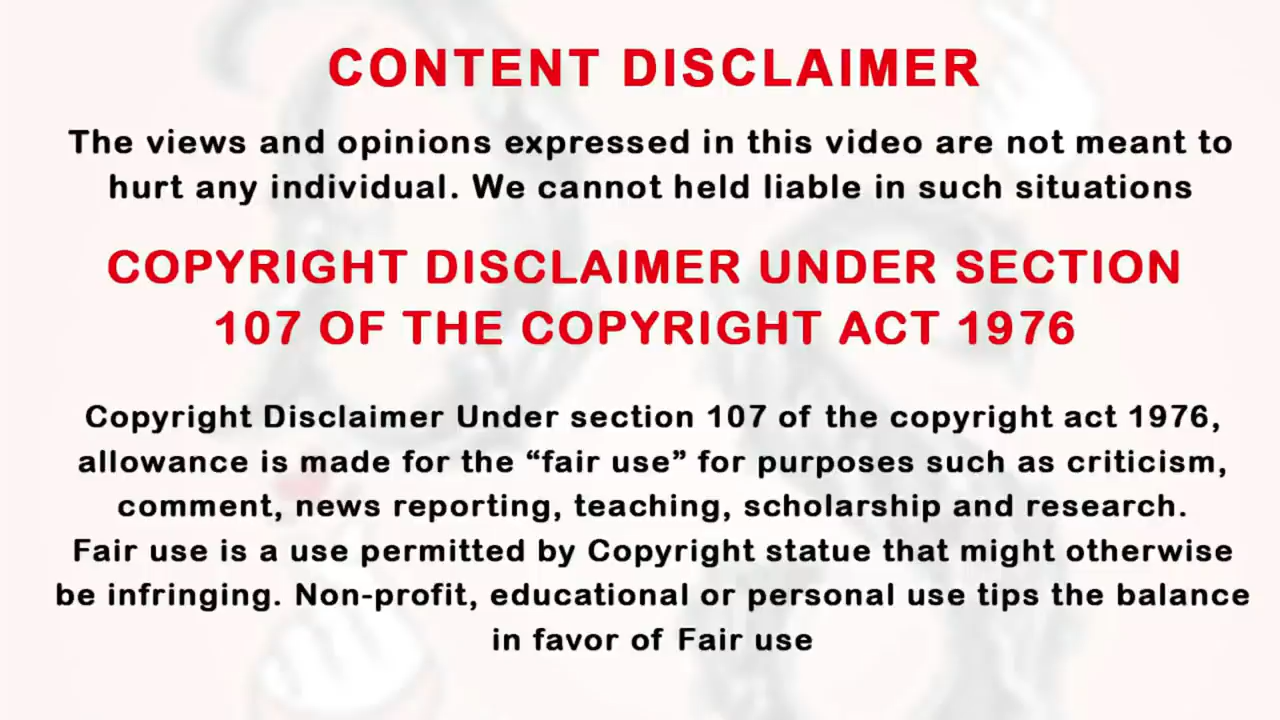 CONTENT DISCLAIMER
The views and opinions expressed in this video are not meant to
hurt any individual. We cannot held liable in such situations
COPYRIGHT DISCLAIMER UNDER SECTION
107 OF THE COPYRIGHT ACT 1976
Copyright Disclaimer Under section 107 of the copyright act 1976,
allowance is made for the “fair use” for purposes such as criticism,
comment, news reporting, teaching, scholarship and research.
Fair use is a use permitted by Copyright statue that might otherwise
be infringing. Non-profit, educational or personal use tips the balance
in favor of Fair use